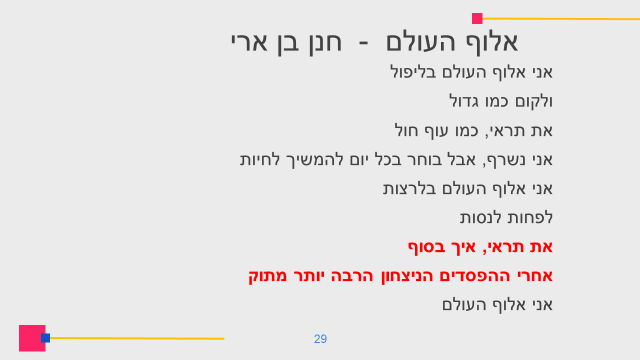 אלוף העולם - חנן בן ארי
אני אלוף העולם בליפול
ולקום כמו גדול
את תראי, כמו עוף חול
אני נשרף, אבל בוחר בכל יום להמשיך לחיות
אני אלוף העולם בלרצות
לפחות לנסות
את תראי, איך בסוף
אחרי ההפסדים הניצחון הרבה יותר מתוק
אני אלוף העולם
29